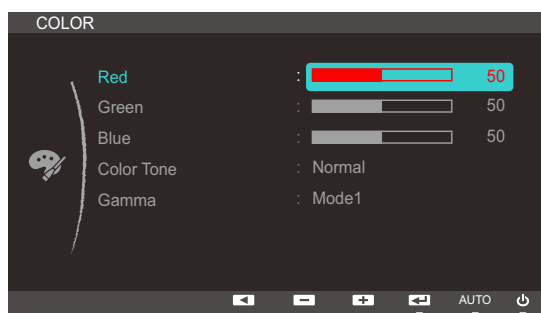 COLOR
Red : 50
Green : 50
Blue : 50
Color Tone : Normal
Gamma : Mode1
AUTO